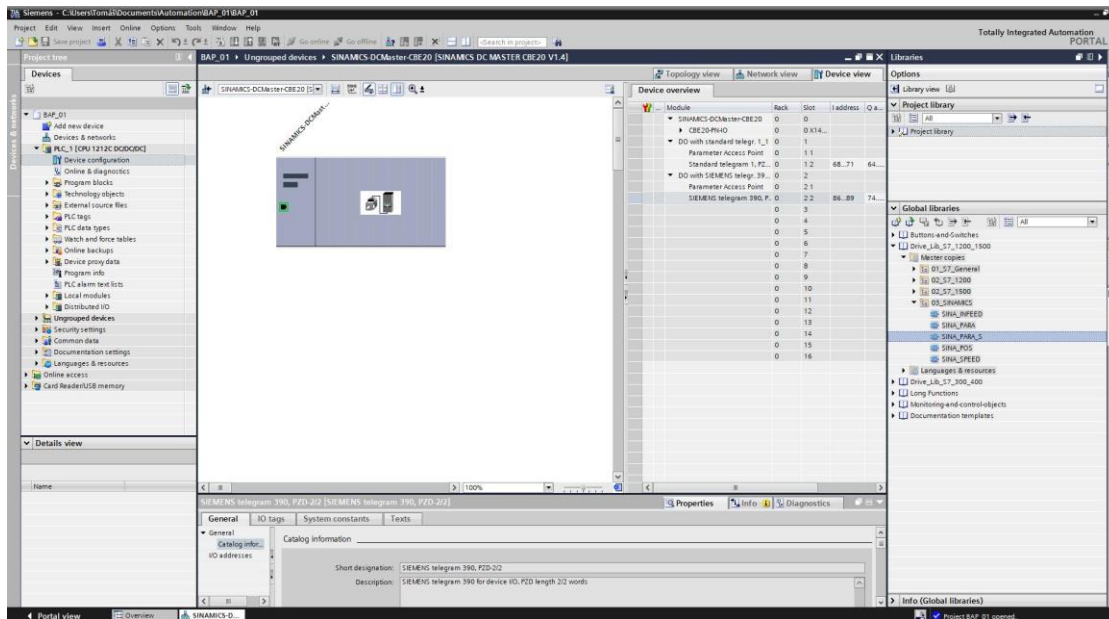 Siemens - C:\Users\Tomáš\Documents\Automation\BAP_01\BAP_01
Project Edit View Insert Online Options Tools Window Help
Totally Integrated Automation
PORTAL
Save project Go online Go offline <Search in project>
Project tree
BAP_01 Ungrouped devices SINAMICS-DCMaster-CBE20 [SINAMICS DC MASTER CBE20 V1.4]
Libraries
Devices
Topology view Network view Device view
Options
Library view
Devices & networks
SINAMICS-DCMaster-CBE20 [S
Device overview
Project library
All
Project library
BAP_01
Add new device
Devices & networks
PLC_1 [CPU 1212C DC/DC/DC]
Device configuration
Online & diagnostics
Program blocks
Technology objects
External source files
PLC tags
PLC data types
Watch and force tables
Online backups
Device proxy data
Program info
PLC alarm text lists
Local modules
Distributed I/O
Ungrouped devices
Security settings
Common data
Documentation settings
Languages & resources
Online access
Card Reader/USB memory
SINAMICS-DCMast...
... Module Rack Slot I address Q a...
SINAMICS-DCMaster-CBE20 0 0
CBE20-PN-IO 0 0 X14...
DO with standard telegr. 1_1 0 1
Parameter Access Point 0 1 1
Standard telegram 1, PZ... 0 1 2 68...71 64...
DO with SIEMENS telegr. 39... 0 2
Parameter Access Point 0 2 1
SIEMENS telegram 390, P.. 0 2 2 86...89 74...
0 3
0 4
0 5
0 6
0 7
0 8
0 9
0 10
0 11
0 12
0 13
0 14
0 15
0 16
Global libraries
All
Buttons-and-Switches
Drive_Lib_S7_1200_1500
Master copies
01_S7_General
02_S7_1200
02_S7_1500
03_SINAMICS
SINA_INFEED
SINA_PARA
SINA_PARA_S
SINA_POS
SINA_SPEED
Languages & resources
Drive_Lib_S7_300_400
Long Functions
Monitoring-and-control-objects
Documentation templates
Details view
Name
100%
SIEMENS telegram 390, PZD-2/2 [SIEMENS telegram 390, PZD-2/2]
Properties Info Diagnostics
General IO tags System constants Texts
General
Catalog infor...
I/O addresses
Catalog information
Short designation: SIEMENS telegram 390, PZD-2/2
Description: SIEMENS telegram 390 for device I/O, PZD length 2/2 words
Info (Global libraries)
Portal view Overview SINAMICS-D...
Project BAP_01 opened.